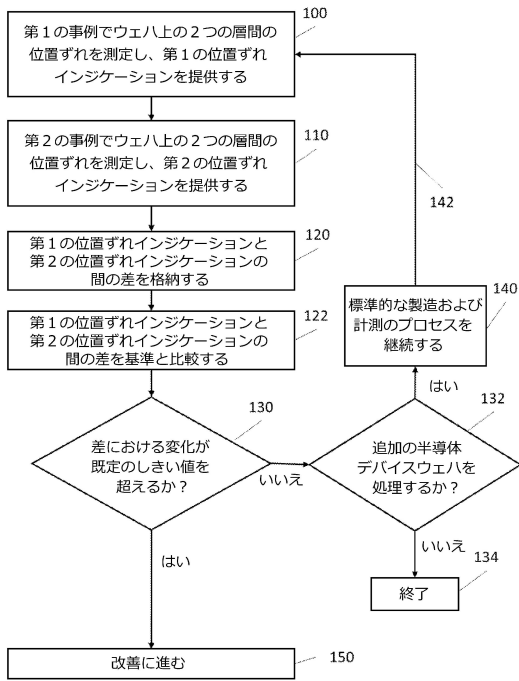 100
第１の事例でウェハ上の２つの層間の
位置ずれを測定し、第１の位置ずれ
インジケーションを提供する
第２の事例でウェハ上の２つの層間の
位置ずれを測定し、第２の位置ずれ
インジケーションを提供する
110
142
第１の位置ずれインジケーションと
第２の位置ずれインジケーションの
間の差を格納する
120
第１の位置ずれインジケーションと
第２の位置ずれインジケーションの
間の差を基準と比較する
122
標準的な製造および
計測のプロセスを
継続する
140
はい
差における変化が
既定のしきい値を
超えるか？
130
いいえ
追加の半導体
デバイスウェハを
処理するか？
132
はい
いいえ
終了
134
改善に進む
150